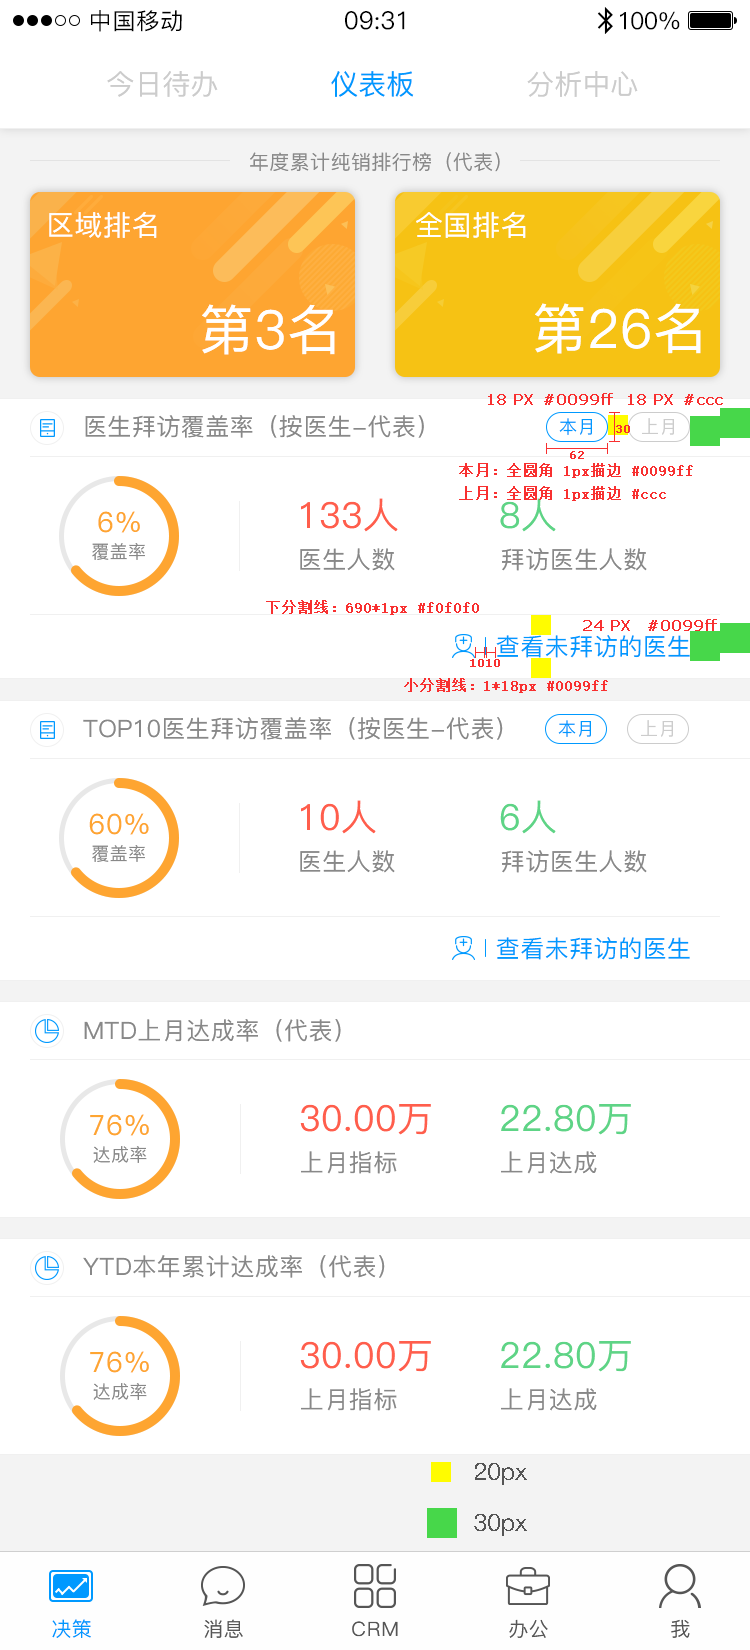 中国移动 09:31 100%
今日待办 仪表板 分析中心
年度累计纯销排行榜（代表）
区域排名 全国排名
第3名 第26名
18 PX #0099ff 18 PX #ccc
医生拜访覆盖率（按医生-代表） 本月 30 上月
62
本月：全圆角 1px描边 #0099ff
上月：全圆角 1px描边 #ccc
6% 133人 8人
覆盖率 医生人数 拜访医生人数
下分割线：690*1px #f0f0f0
24 PX #0099ff
查看未拜访的医生
1010
小分割线：1*18px #0099ff
TOP10医生拜访覆盖率（按医生-代表） 本月 上月
60% 10人 6人
覆盖率 医生人数 拜访医生人数
查看未拜访的医生
MTD上月达成率（代表）
76% 30.00万 22.80万
达成率 上月指标 上月达成
YTD本年累计达成率（代表）
76% 30.00万 22.80万
达成率 上月指标 上月达成
20px
30px
决策 消息 CRM 办公 我